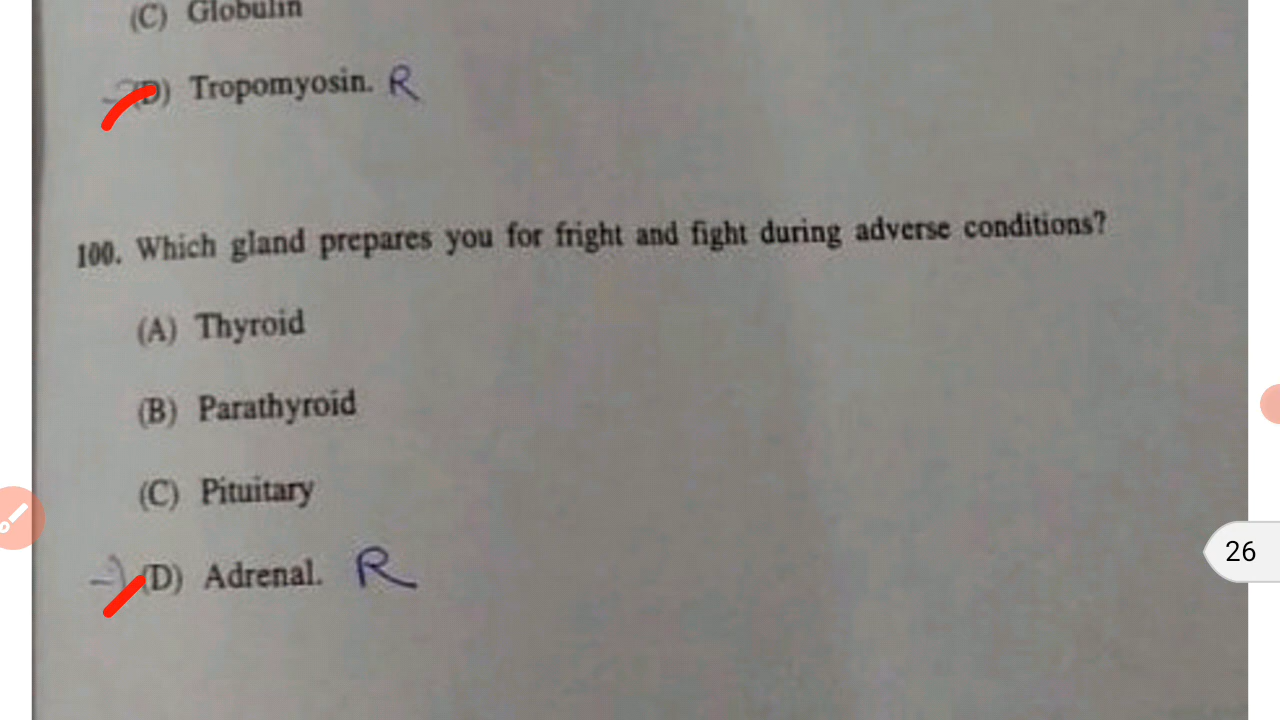 (C) Globulin
(D) Tropomyosin. R
100. Which gland prepares you for fright and fight during adverse conditions?
(A) Thyroid
(B) Parathyroid
(C) Pituitary
(D) Adrenal. R
26